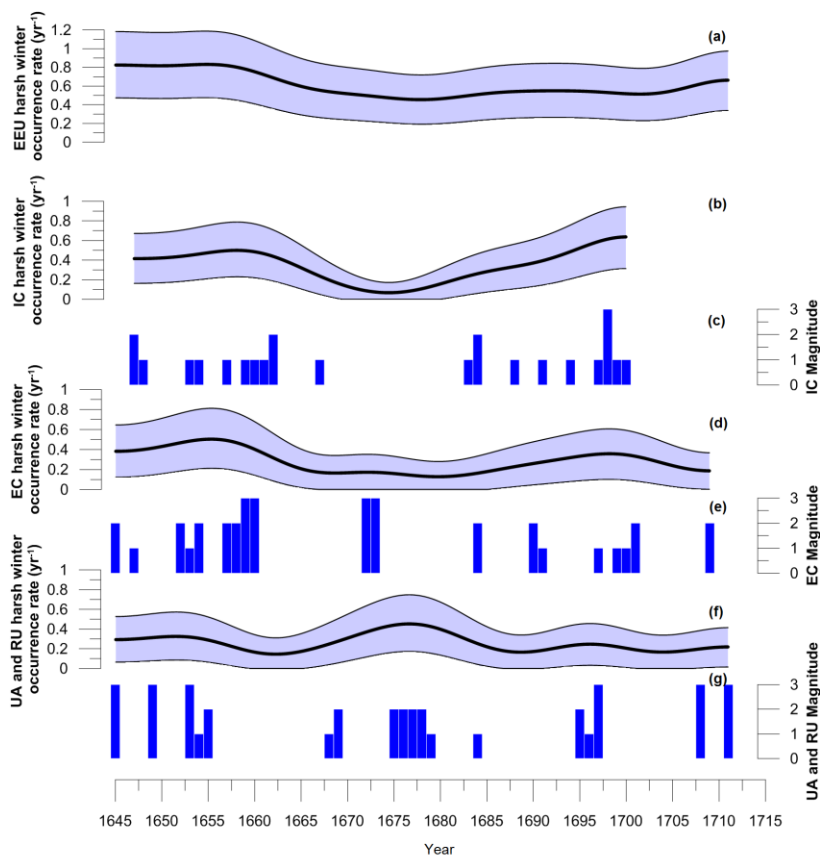 EEU harsh winter
occurrence rate (yr⁻¹)
1.2
1
0.8
0.6
0.4
0.2
0
(a)
IC harsh winter
occurrence rate (yr⁻¹)
1
0.8
0.6
0.4
0.2
0
(b)
(c)
3
2
1
0
IC Magnitude
EC harsh winter
occurrence rate (yr⁻¹)
1
0.8
0.6
0.4
0.2
0
(d)
(e)
3
2
1
0
EC Magnitude
UA and RU harsh winter
occurrence rate (yr⁻¹)
1
0.8
0.6
0.4
0.2
0
(f)
(g)
3
2
1
0
UA and RU Magnitude
1645 1650 1655 1660 1665 1670 1675 1680 1685 1690 1695 1700 1705 1710 1715
Year